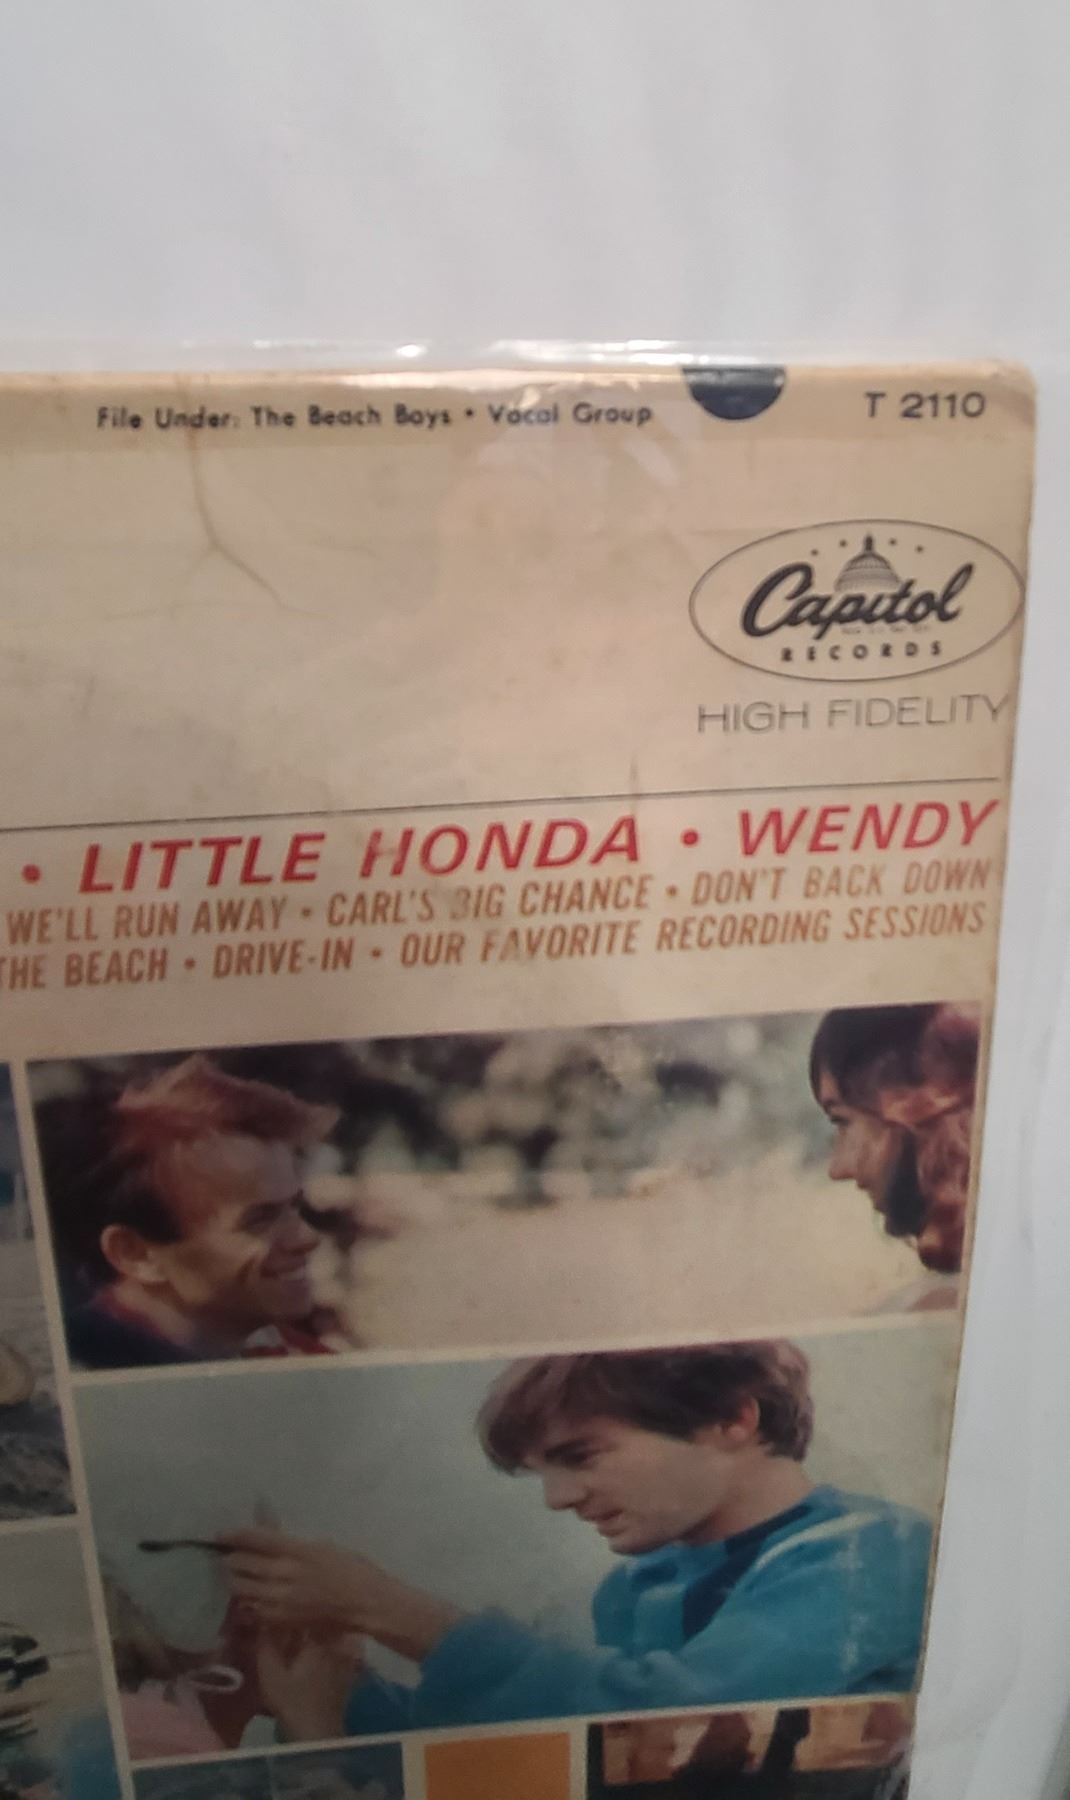 File Under: The Beach Boys • Vocal Group
T 2110
Capitol
RECORDS
HIGH FIDELITY
• LITTLE HONDA • WENDY
WE'LL RUN AWAY • CARL'S BIG CHANCE • DON'T BACK DOWN
THE BEACH • DRIVE-IN • OUR FAVORITE RECORDING SESSIONS